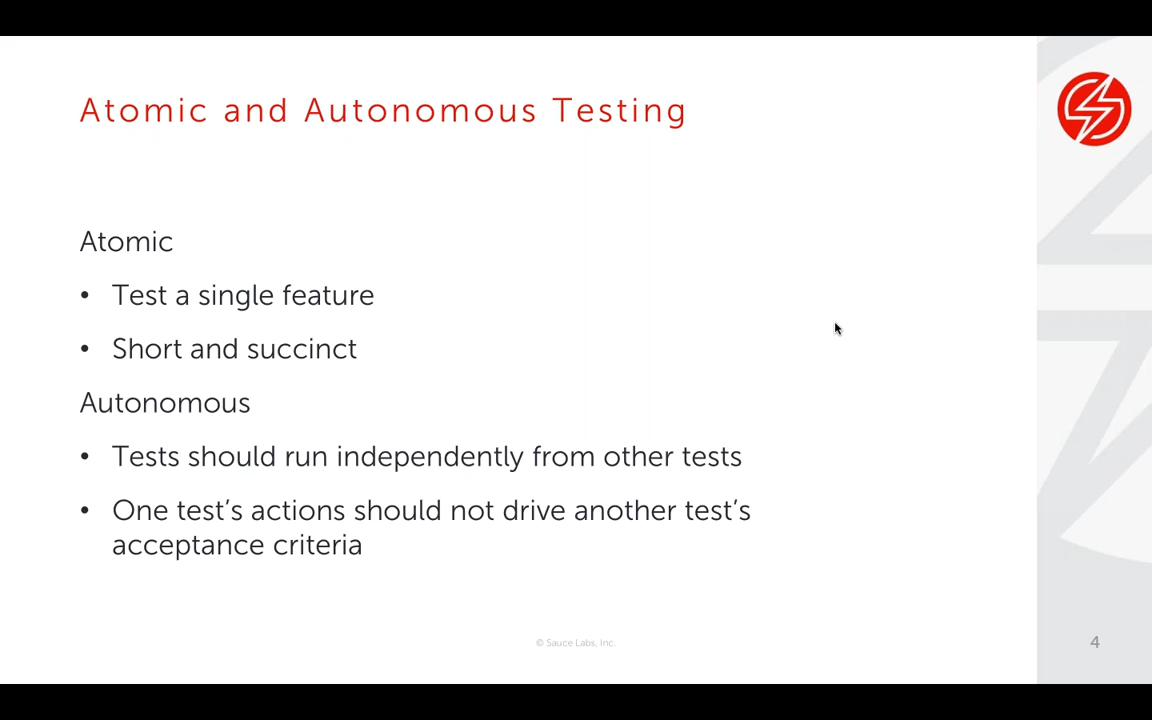 Atomic and Autonomous Testing
Atomic
• Test a single feature
• Short and succinct
Autonomous
• Tests should run independently from other tests
• One test’s actions should not drive another test’s
acceptance criteria
© Sauce Labs, Inc.
4